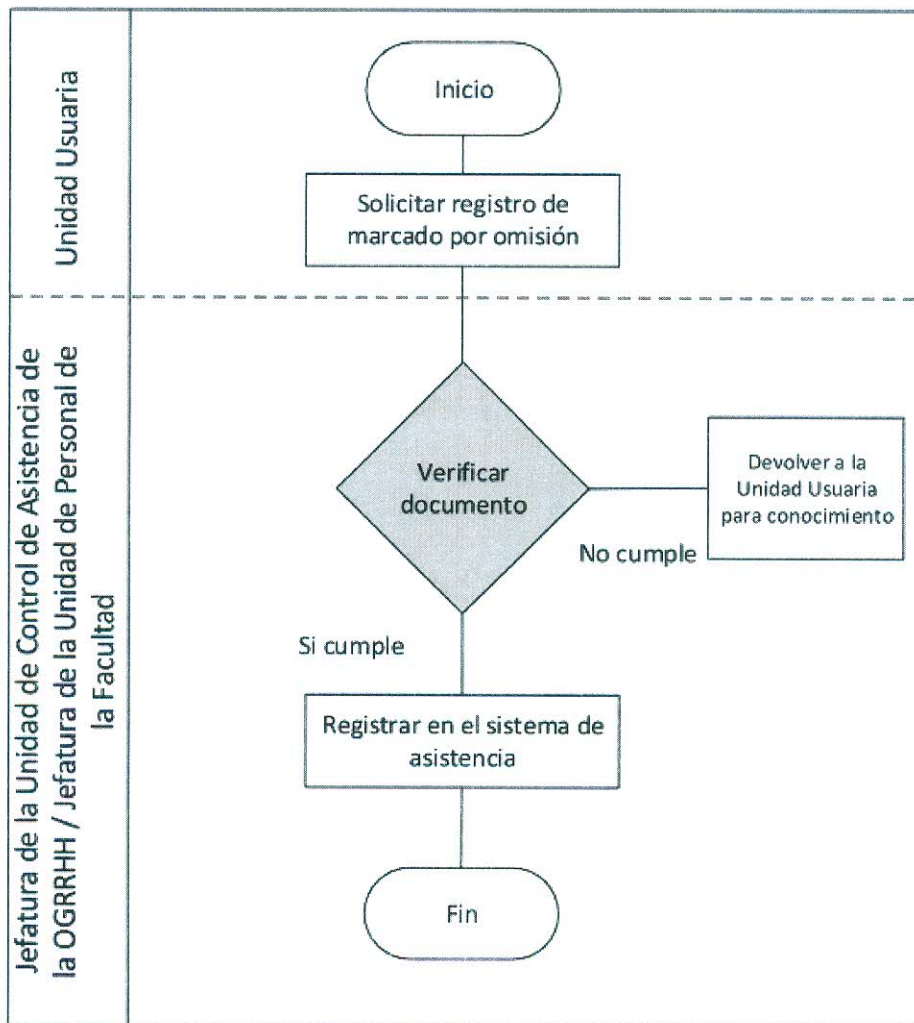 Unidad Usuaria
Inicio
Solicitar registro de
marcado por omisión
Jefatura de la Unidad de Control de Asistencia de
la OGRRHH / Jefatura de la Unidad de Personal de
la Facultad
Verificar
documento
Devolver a la
Unidad Usuaria
para conocimiento
No cumple
Si cumple
Registrar en el sistema de
asistencia
Fin